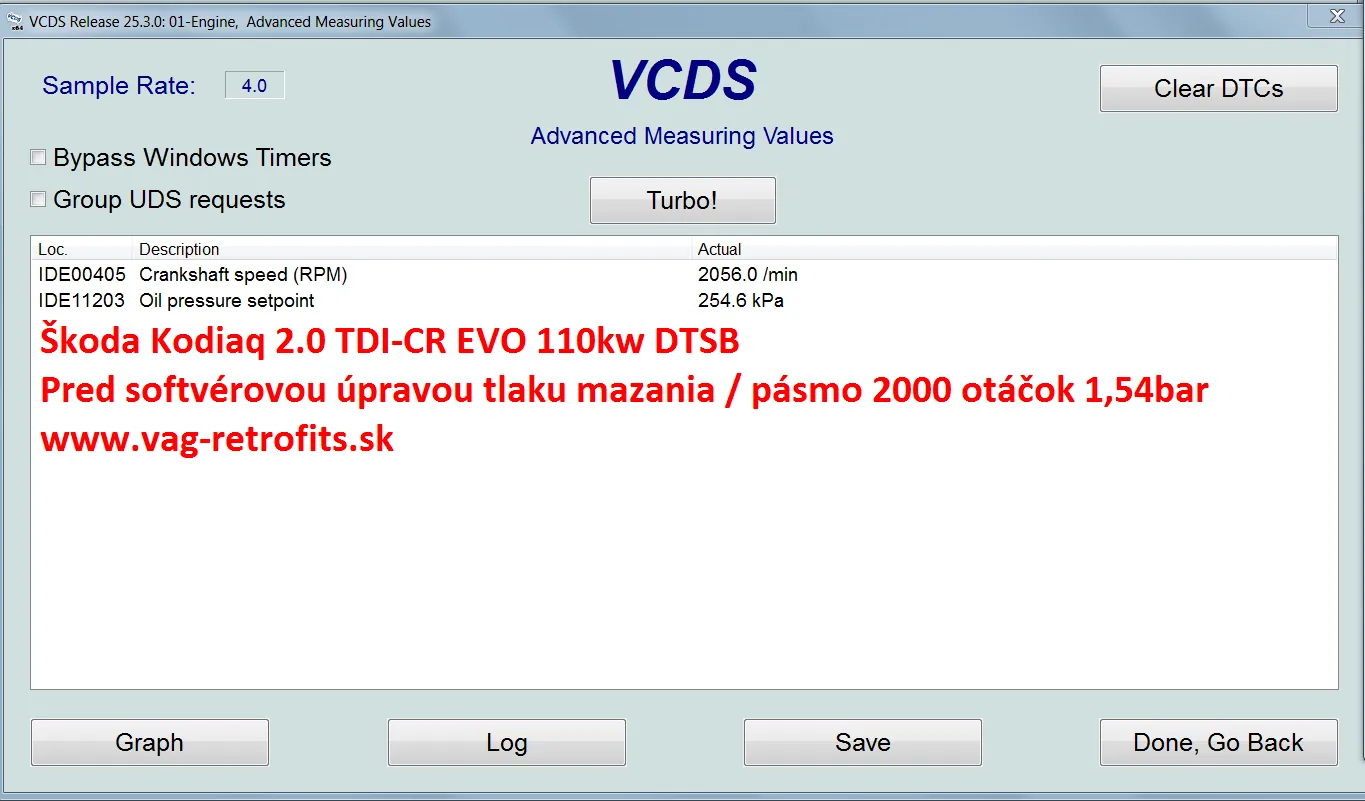 VCDS Release 25.3.0: 01-Engine,  Advanced Measuring Values
Sample Rate: 4.0
VCDS
Clear DTCs
Advanced Measuring Values
Bypass Windows Timers
Group UDS requests
Turbo!
Loc. Description Actual
IDE00405 Crankshaft speed (RPM) 2056.0 /min
IDE11203 Oil pressure setpoint 254.6 kPa
Škoda Kodiaq 2.0 TDI-CR EVO 110kw DTSB
Pred softvérovou úpravou tlaku mazania / pásmo 2000 otáčok 1,54bar
www.vag-retrofits.sk
Graph Log Save Done, Go Back